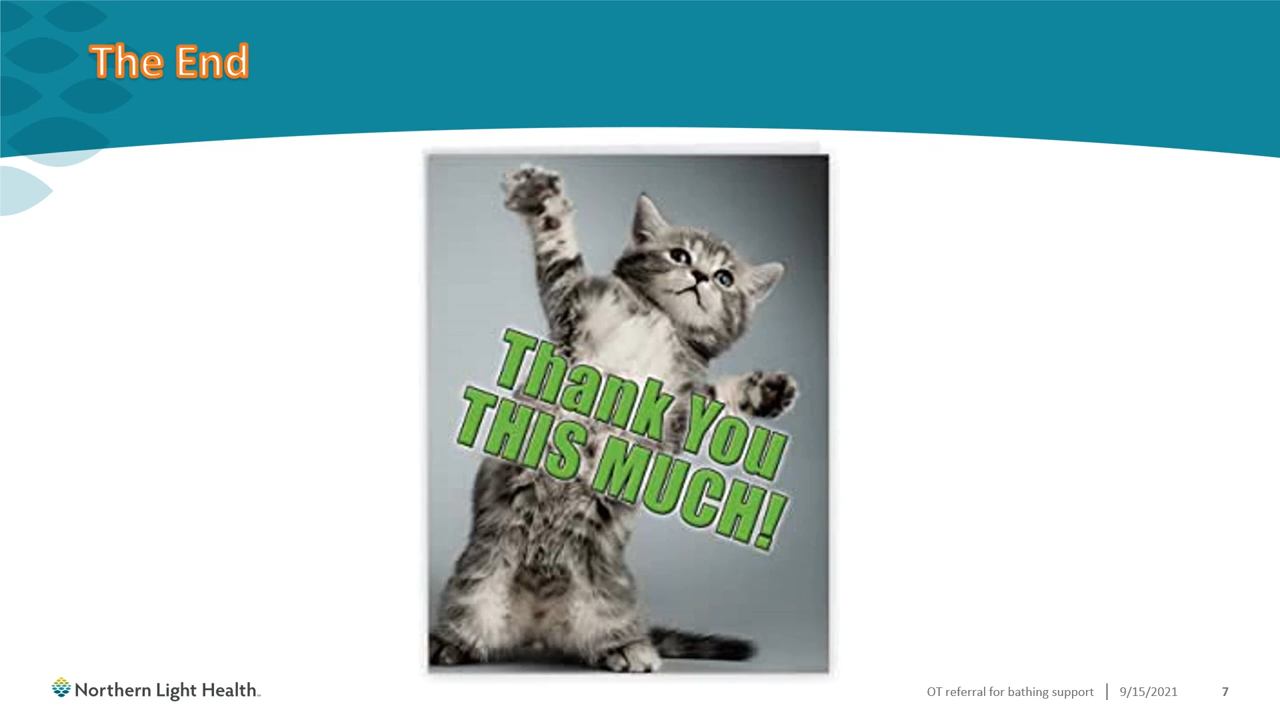 The End
Thank You
THIS MUCH!
Northern Light Health
OT referral for bathing support | 9/15/2021 7